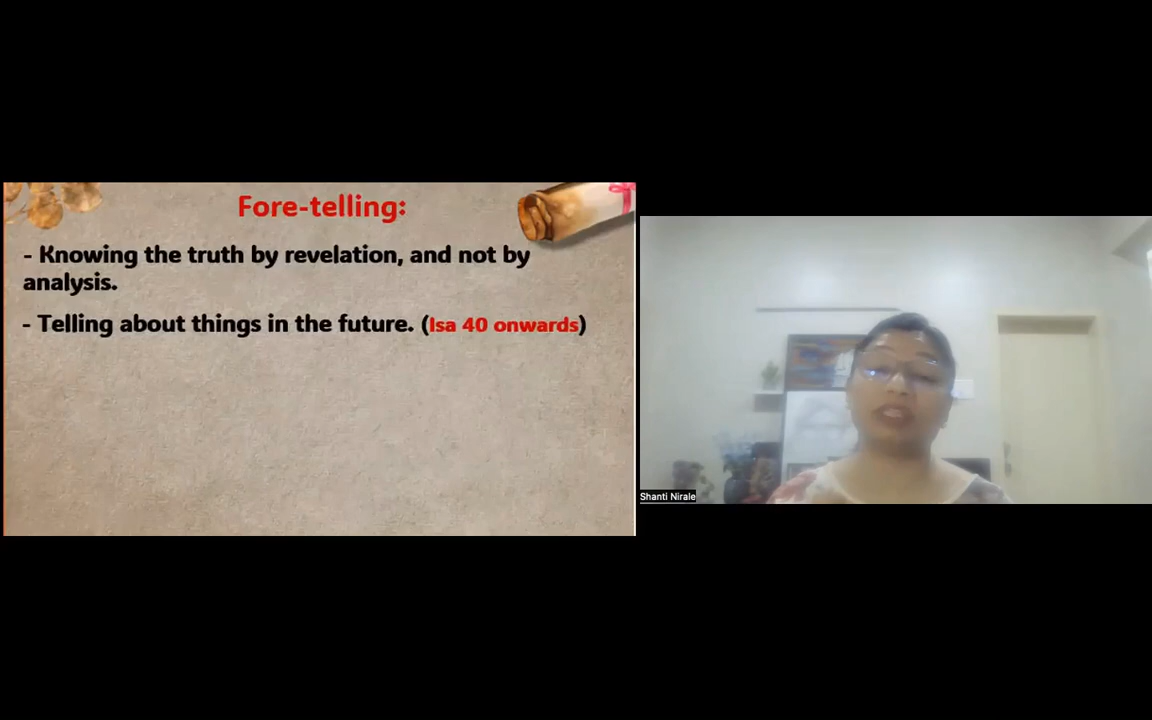 Fore-telling:
- Knowing the truth by revelation, and not by
analysis.
- Telling about things in the future. (Isa 40 onwards)
Shanti Nirale